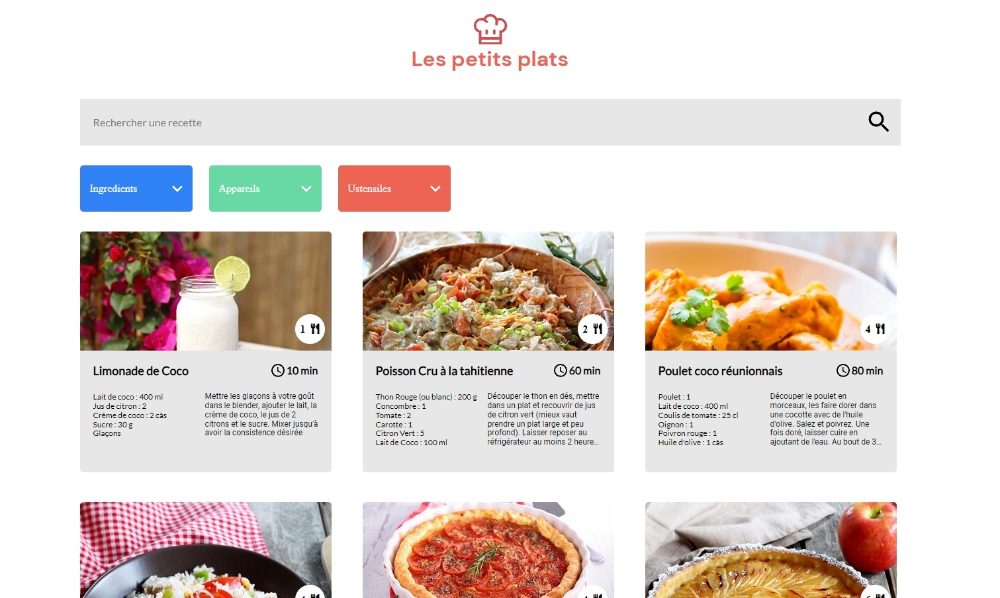 Les petits plats
Rechercher une recette
Ingredients
Appareils
Ustensiles
1
2
4
Limonade de Coco
10 min
Lait de coco : 400 ml
Jus de citron : 2
Crème de coco : 2 càs
Sucre : 30 g
Glaçons
Mettre les glaçons à votre goût
dans le blender, ajouter le lait, la
crème de coco, le jus de 2
citrons et le sucre. Mixer jusqu'à
avoir la consistence désirée
Poisson Cru à la tahitienne
60 min
Thon Rouge (ou blanc) : 200 g
Concombre : 1
Tomate : 2
Carotte : 1
Citron Vert : 5
Lait de Coco : 100 ml
Découper le thon en dés, mettre
dans un plat et recouvrir de jus
de citron vert (mieux vaut
prendre un plat large et peu
profond). Laisser reposer au
réfrigérateur au moins 2 heure...
Poulet coco réunionnais
80 min
Poulet : 1
Lait de coco : 400 ml
Coulis de tomate : 25 cl
Oignon : 1
Poivron rouge : 1
Huile d'olive : 1 càs
Découper le poulet en
morceaux, les faire dorer dans
une cocotte avec de l'huile
d'olive. Salez et poivrez. Une
fois doré, laisser cuire en
ajoutant de l'eau. Au bout de 3...